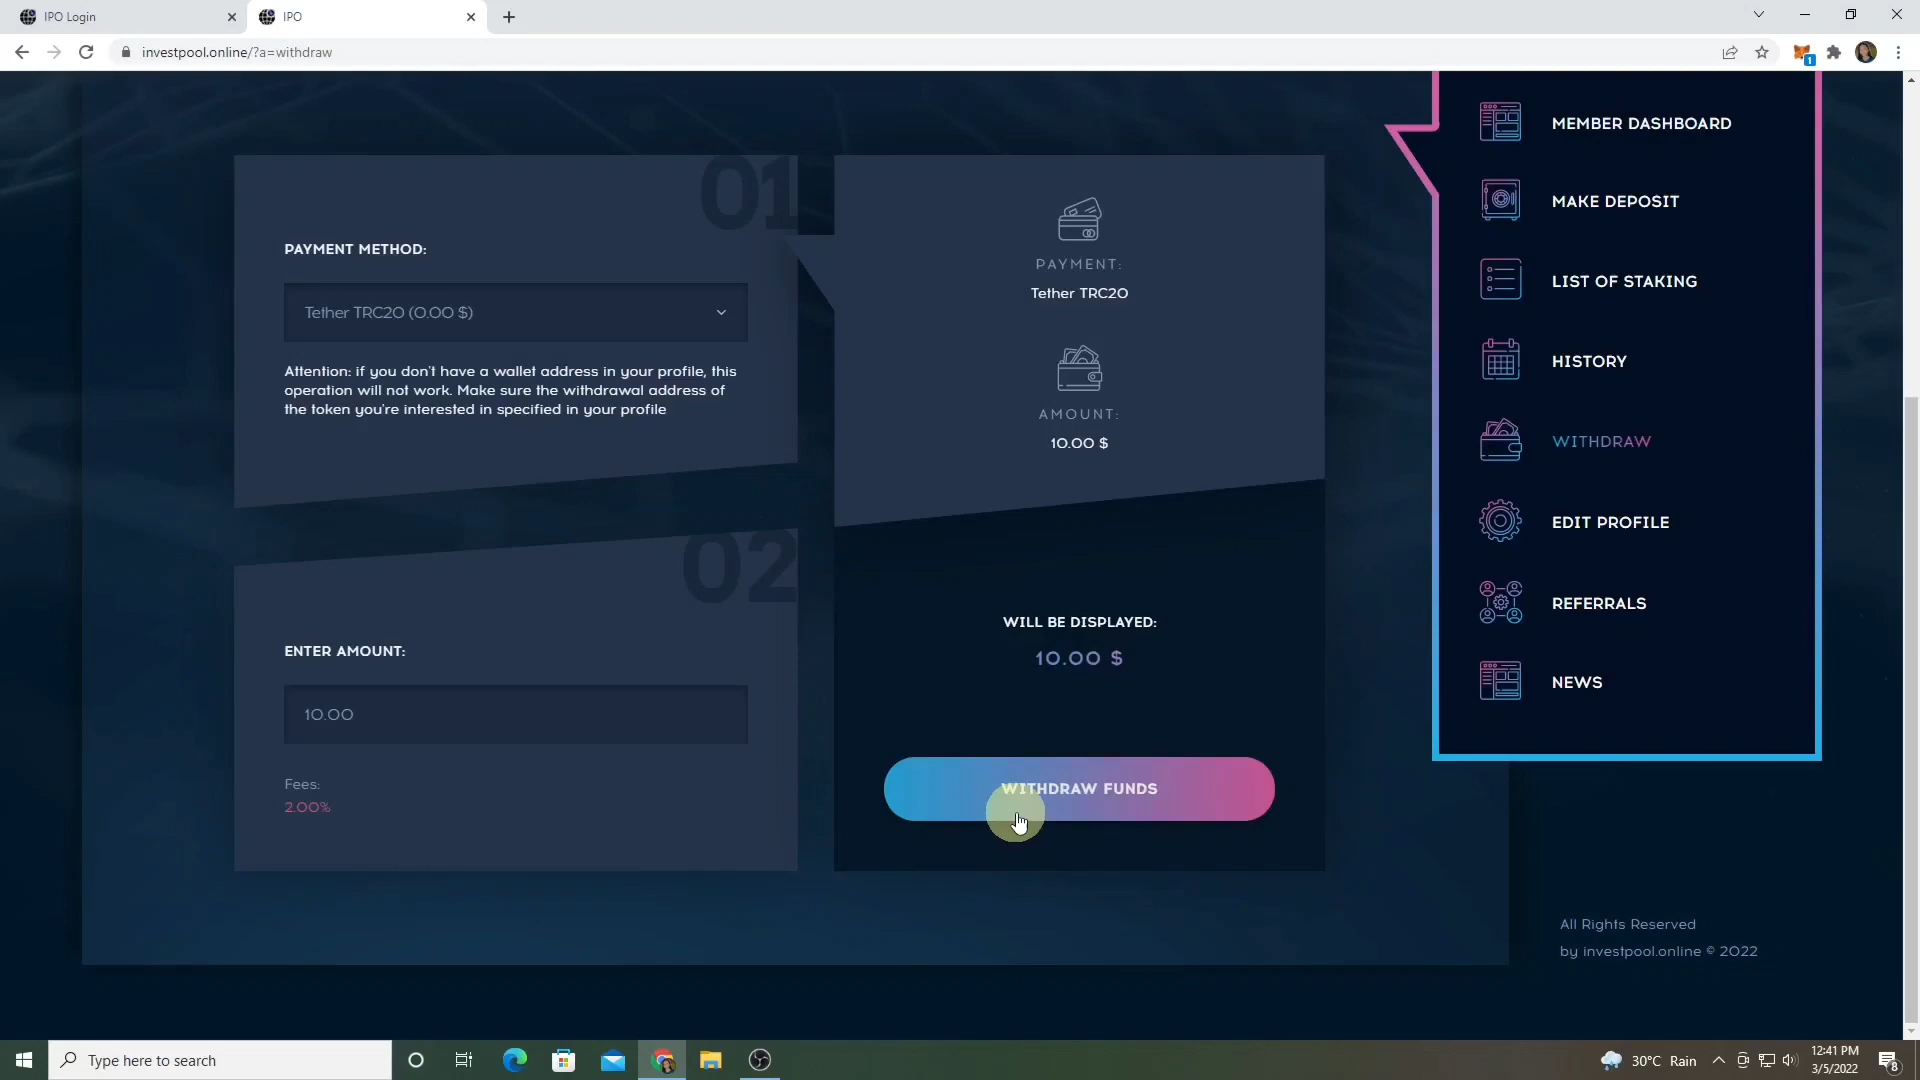 IPO Login
IPO
investpool.online/?a=withdraw
1
01
PAYMENT METHOD:
Tether TRC20 (0.00 $)
Attention: if you don't have a wallet address in your profile, this
operation will not work. Make sure the withdrawal address of
the token you're interested in specified in your profile
02
ENTER AMOUNT:
10.00
Fees:
2.00%
PAYMENT:
Tether TRC20
AMOUNT:
10.00 $
WILL BE DISPLAYED:
10.00 $
WITHDRAW FUNDS
MEMBER DASHBOARD
MAKE DEPOSIT
LIST OF STAKING
HISTORY
WITHDRAW
EDIT PROFILE
REFERRALS
NEWS
All Rights Reserved
by investpool.online © 2022
Type here to search
30°C Rain
12:41 PM
3/5/2022
8